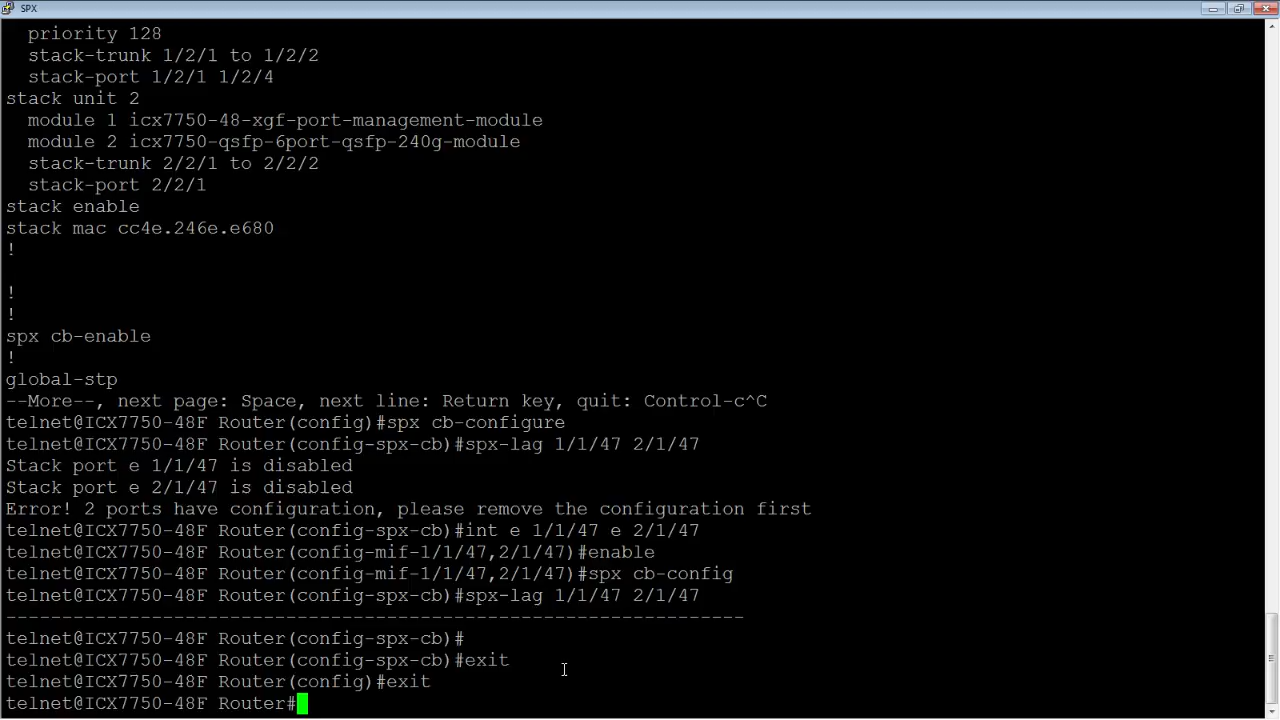 SPX
priority 128
stack-trunk 1/2/1 to 1/2/2
stack-port 1/2/1 1/2/4
stack unit 2
module 1 icx7750-48-xgf-port-management-module
module 2 icx7750-qsfp-6port-qsfp-240g-module
stack-trunk 2/2/1 to 2/2/2
stack-port 2/2/1
stack enable
stack mac cc4e.246e.e680
!
!
!
spx cb-enable
!
global-stp
--More--, next page: Space, next line: Return key, quit: Control-c^C
telnet@ICX7750-48F Router(config)#spx cb-configure
telnet@ICX7750-48F Router(config-spx-cb)#spx-lag 1/1/47 2/1/47
Stack port e 1/1/47 is disabled
Stack port e 2/1/47 is disabled
Error! 2 ports have configuration, please remove the configuration first
telnet@ICX7750-48F Router(config-spx-cb)#int e 1/1/47 e 2/1/47
telnet@ICX7750-48F Router(config-mif-1/1/47,2/1/47)#enable
telnet@ICX7750-48F Router(config-mif-1/1/47,2/1/47)#spx cb-config
telnet@ICX7750-48F Router(config-spx-cb)#spx-lag 1/1/47 2/1/47
------------------------------------------------------------------
telnet@ICX7750-48F Router(config-spx-cb)#
telnet@ICX7750-48F Router(config-spx-cb)#exit
telnet@ICX7750-48F Router(config)#exit
telnet@ICX7750-48F Router#